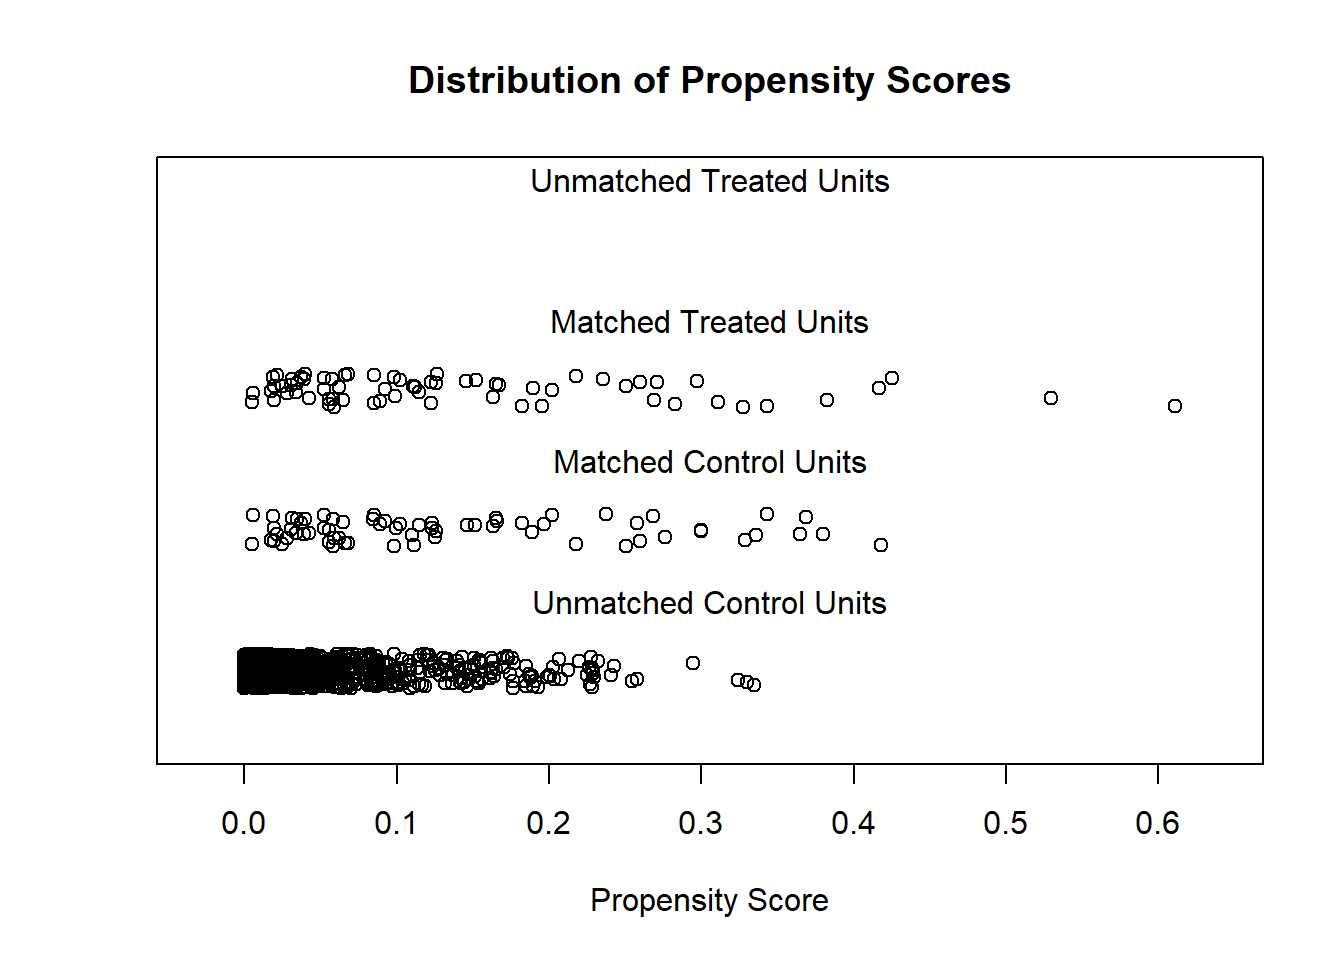 Distribution of Propensity Scores
Unmatched Treated Units
Matched Treated Units
Matched Control Units
Unmatched Control Units
0.0 0.1 0.2 0.3 0.4 0.5 0.6
Propensity Score